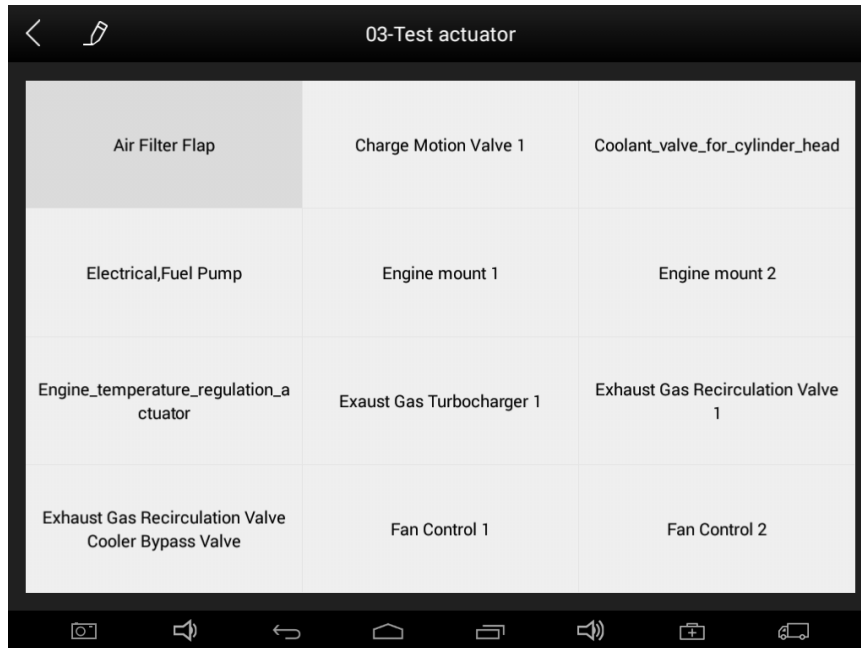 03-Test actuator
Air Filter Flap
Charge Motion Valve 1
Coolant_valve_for_cylinder_head
Electrical,Fuel Pump
Engine mount 1
Engine mount 2
Engine_temperature_regulation_a
ctuator
Exaust Gas Turbocharger 1
Exhaust Gas Recirculation Valve
1
Exhaust Gas Recirculation Valve
Cooler Bypass Valve
Fan Control 1
Fan Control 2